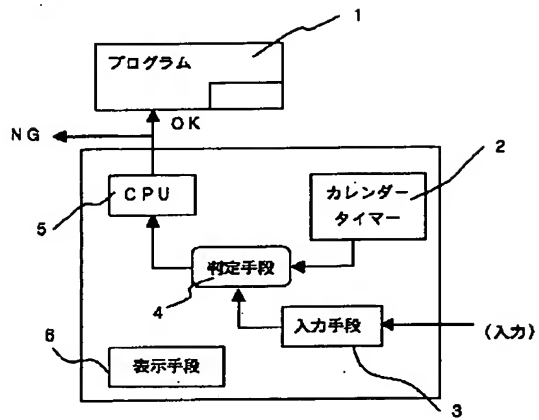 1
プログラム
NG
OK
2
CPU
5
カレンダー
タイマー
判定手段
4
入力手段
(入力)
3
6
表示手段